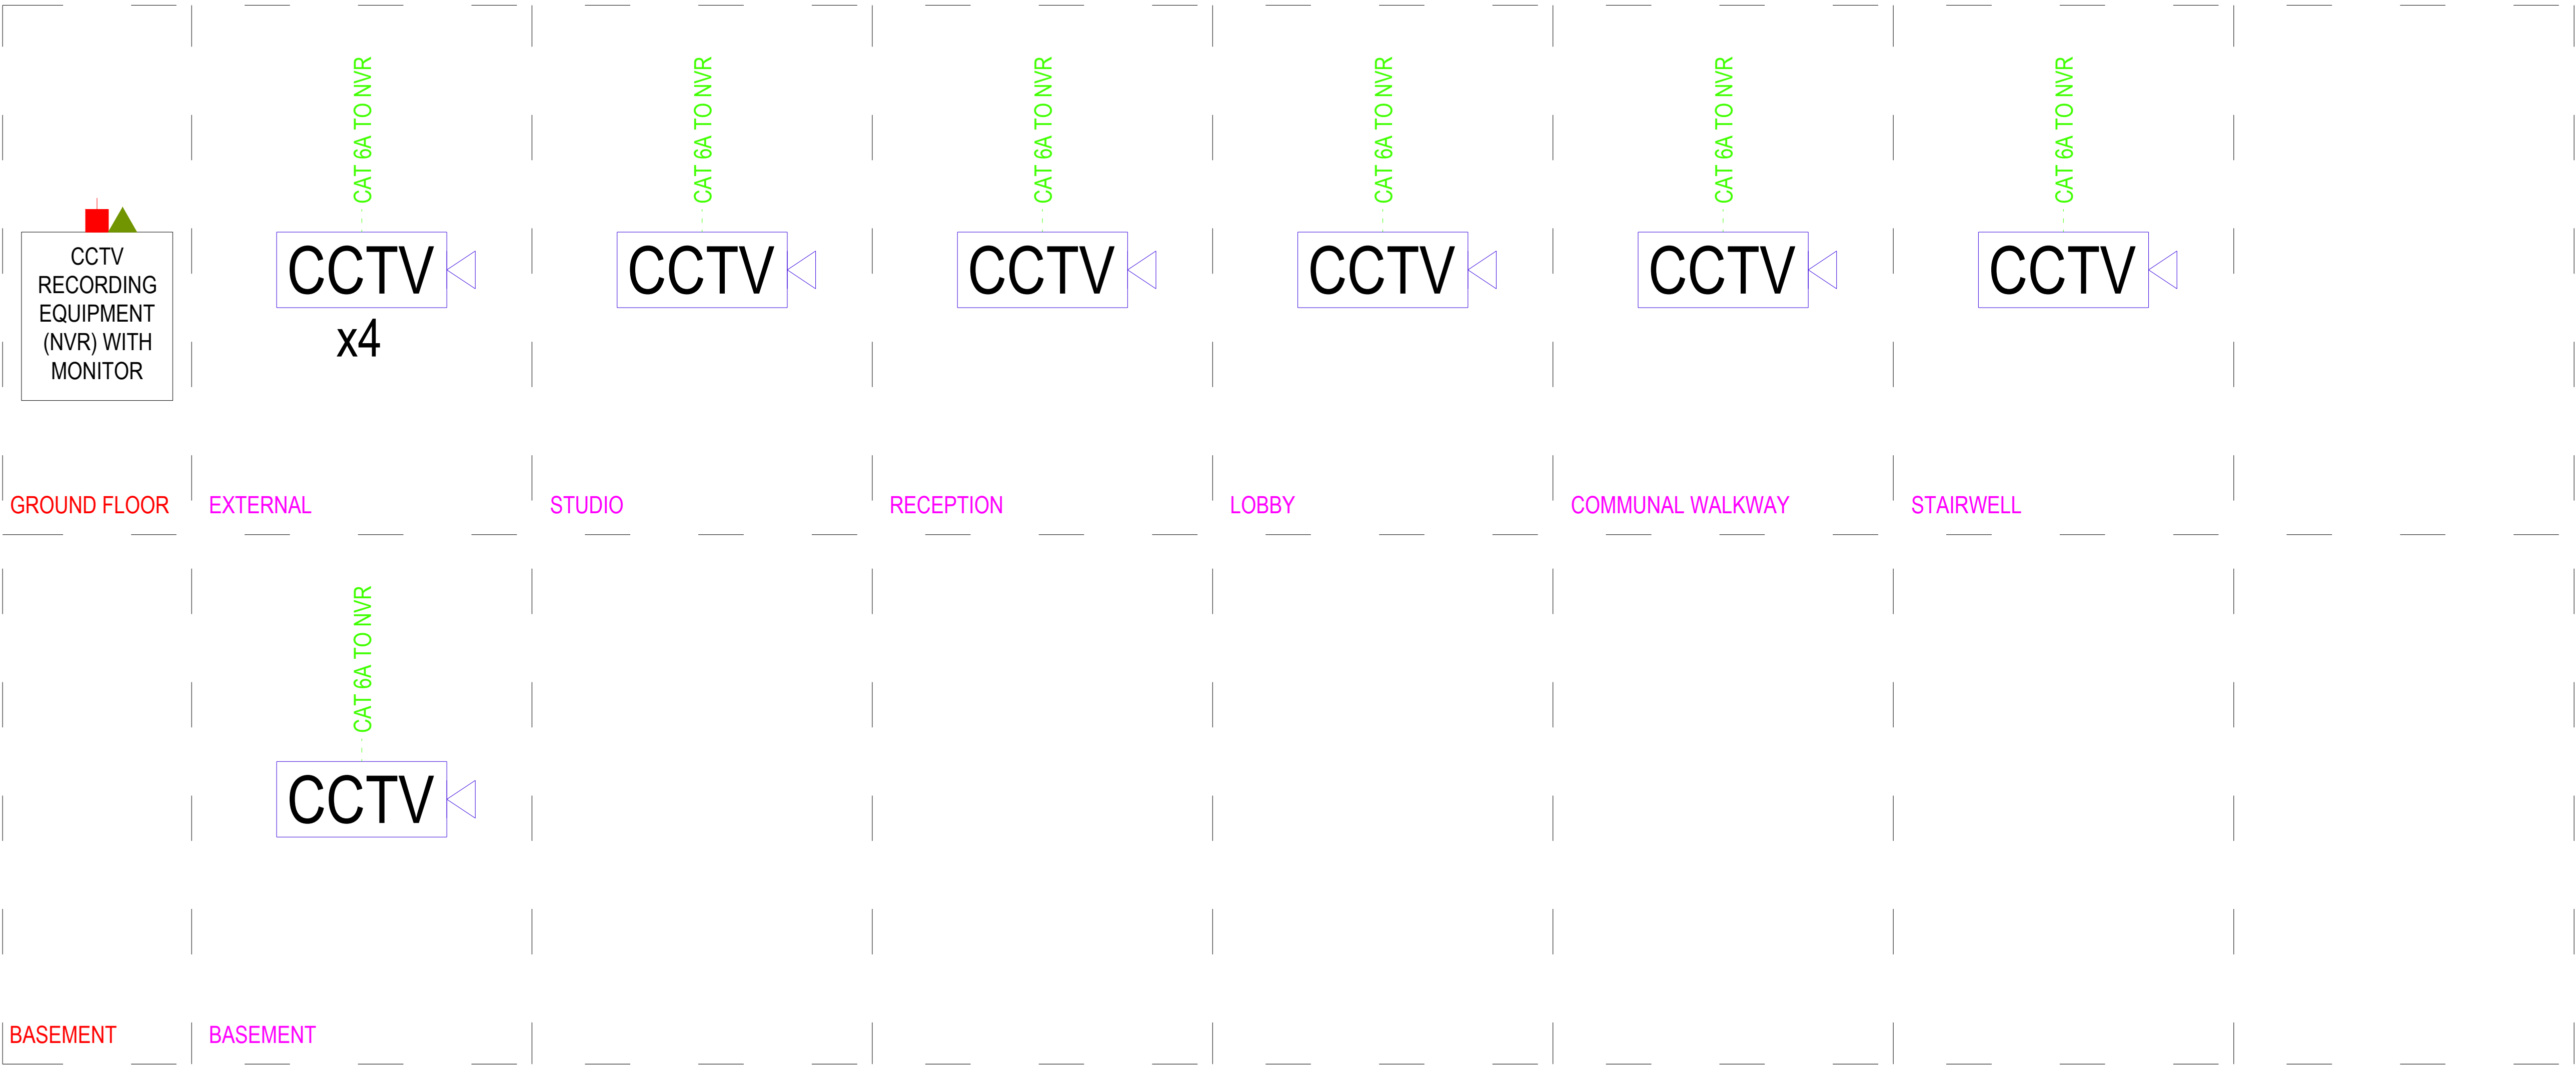 CAT 6A TO NVR
CAT 6A TO NVR
CAT 6A TO NVR
CAT 6A TO NVR
CAT 6A TO NVR
CAT 6A TO NVR
CCTV
RECORDING
EQUIPMENT
(NVR) WITH
MONITOR
CCTV
x4
CCTV
CCTV
CCTV
CCTV
CCTV
GROUND FLOOR
EXTERNAL
STUDIO
RECEPTION
LOBBY
COMMUNAL WALKWAY
STAIRWELL
CAT 6A TO NVR
CCTV
BASEMENT
BASEMENT